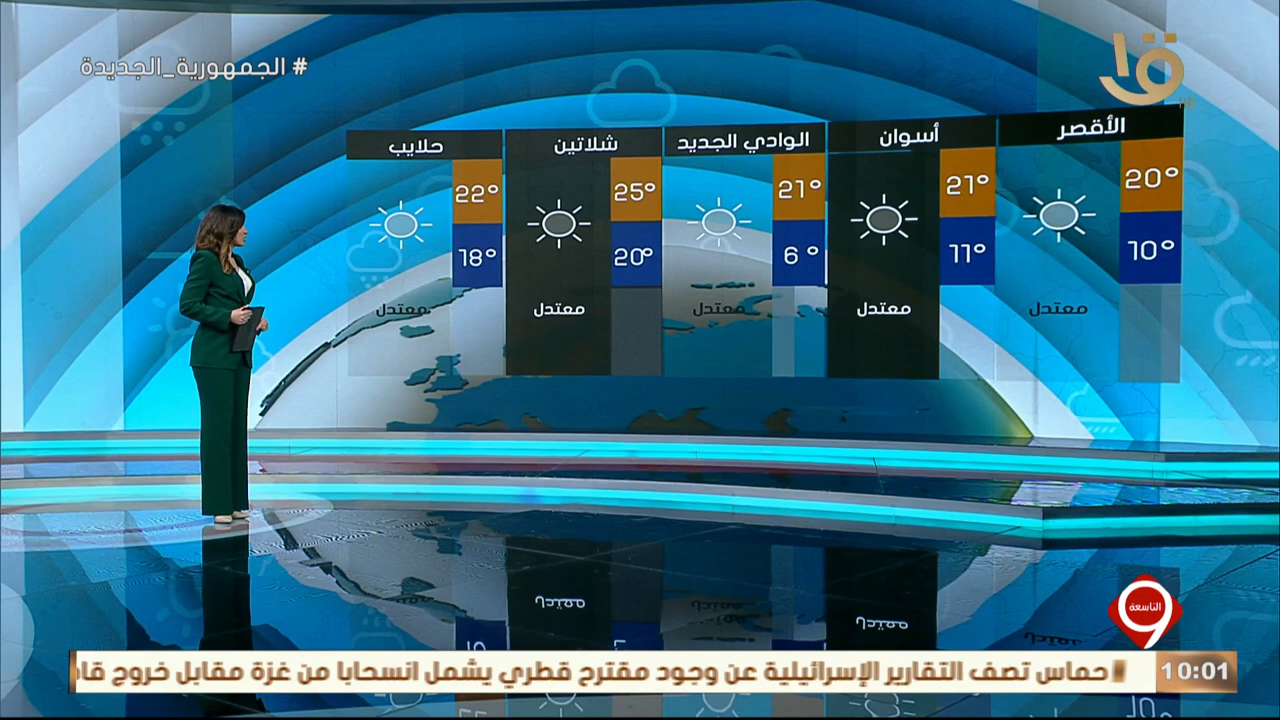 # الجمهورية_الجديدة
الأقصر
20°
10°
معتدل
أسوان
21°
11°
معتدل
الوادي الجديد
21°
6°
معتدل
شلاتين
25°
20°
معتدل
حلايب
22°
18°
معتدل
التاسعة
9
حماس تصف التقارير الإسرائيلية عن وجود مقترح قطري يشمل انسحابا من غزة مقابل خروج
10:01